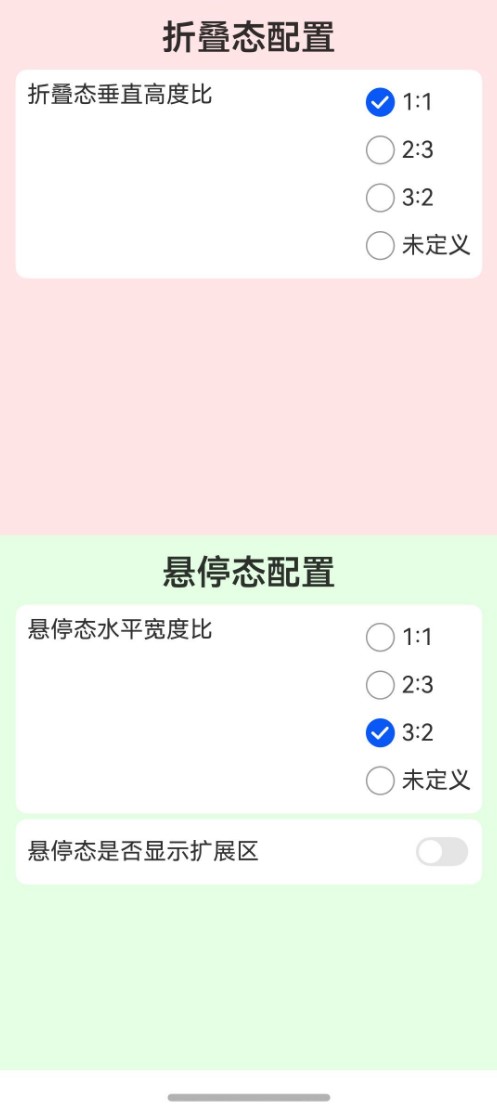 折叠态配置
折叠态垂直高度比
1:1
2:3
3:2
未定义
悬停态配置
悬停态水平宽度比
1:1
2:3
3:2
未定义
悬停态是否显示扩展区